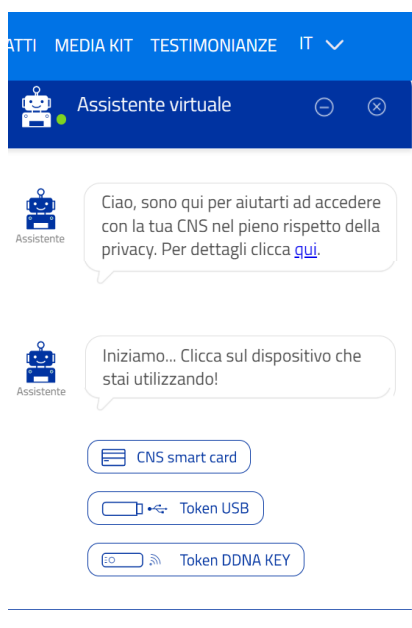 ATTI MEDIA KIT TESTIMONIANZE IT
Assistente virtuale
Ciao, sono qui per aiutarti ad accedere
con la tua CNS nel pieno rispetto della
privacy. Per dettagli clicca qui.
Assistente
Iniziamo... Clicca sul dispositivo che
stai utilizzando!
Assistente
CNS smart card
Token USB
Token DDNA KEY